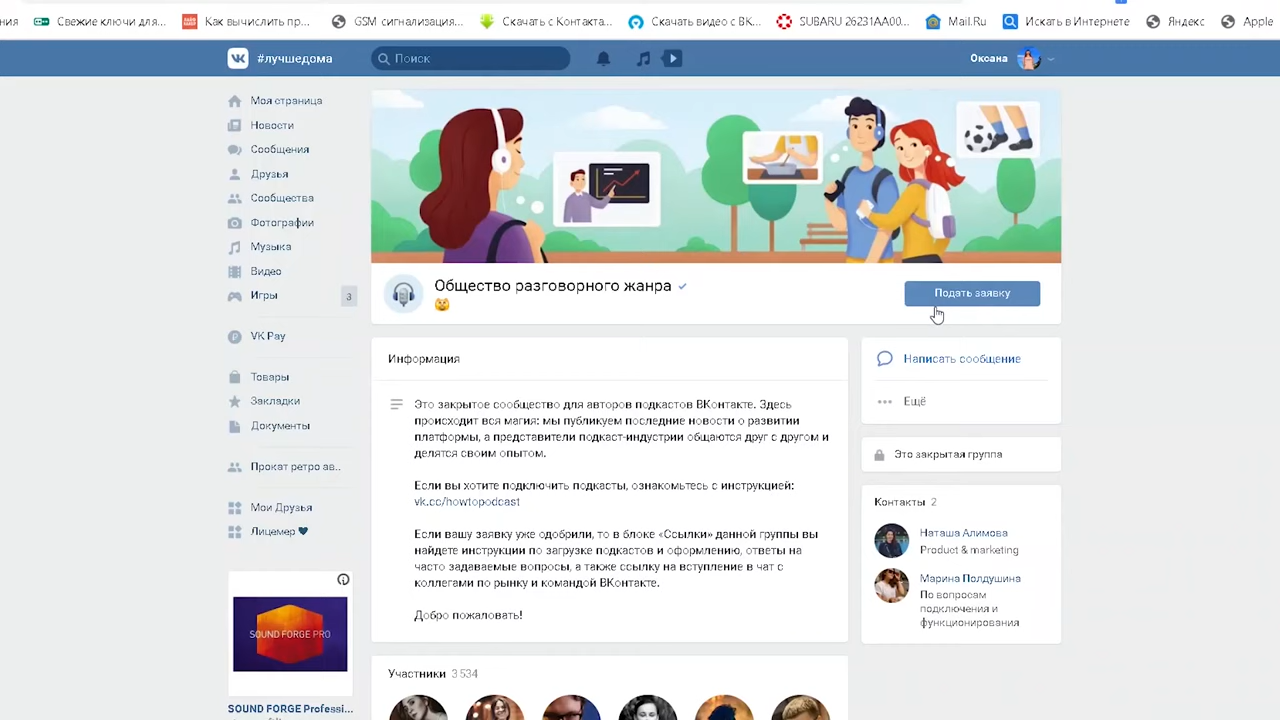 Свежие ключи для...
Как вычислить пр...
GSM сигнализация...
Скачать с Контакта...
Скачать видео с ВК...
SUBARU 26231AA0...
Mail.Ru
Искать в Интернете
Яндекс
Apple
#лучшедома
Поиск
Оксана
Моя страница
Новости
Сообщения
Друзья
Сообщества
Фотографии
Музыка
Видео
Игры
3
VK Pay
Товары
Закладки
Документы
Прокат ретро ав..
Мои Друзья
Лицемер
SOUND FORGE PRO
SOUND FORGE Professi...
Общество разговорного жанра
Подать заявку
Информация
Это закрытое сообщество для авторов подкастов ВКонтакте. Здесь
происходит вся магия: мы публикуем последние новости о развитии
платформы, а представители подкаст-индустрии общаются друг с другом и
делятся своим опытом.
Если вы хотите подключить подкасты, ознакомьтесь с инструкцией:
vk.cc/howtopodcast
Если вашу заявку уже одобрили, то в блоке «Ссылки» данной группы вы
найдете инструкции по загрузке подкастов и оформлению, ответы на
часто задаваемые вопросы, а также ссылку на вступление в чат с
коллегами по рынку и командой ВКонтакте.
Добро пожаловать!
Участники 3 534
Написать сообщение
Ещё
Это закрытая группа
Контакты 2
Наташа Алимова
Product & marketing
Марина Полдушина
По вопросам
подключения и
функционирования